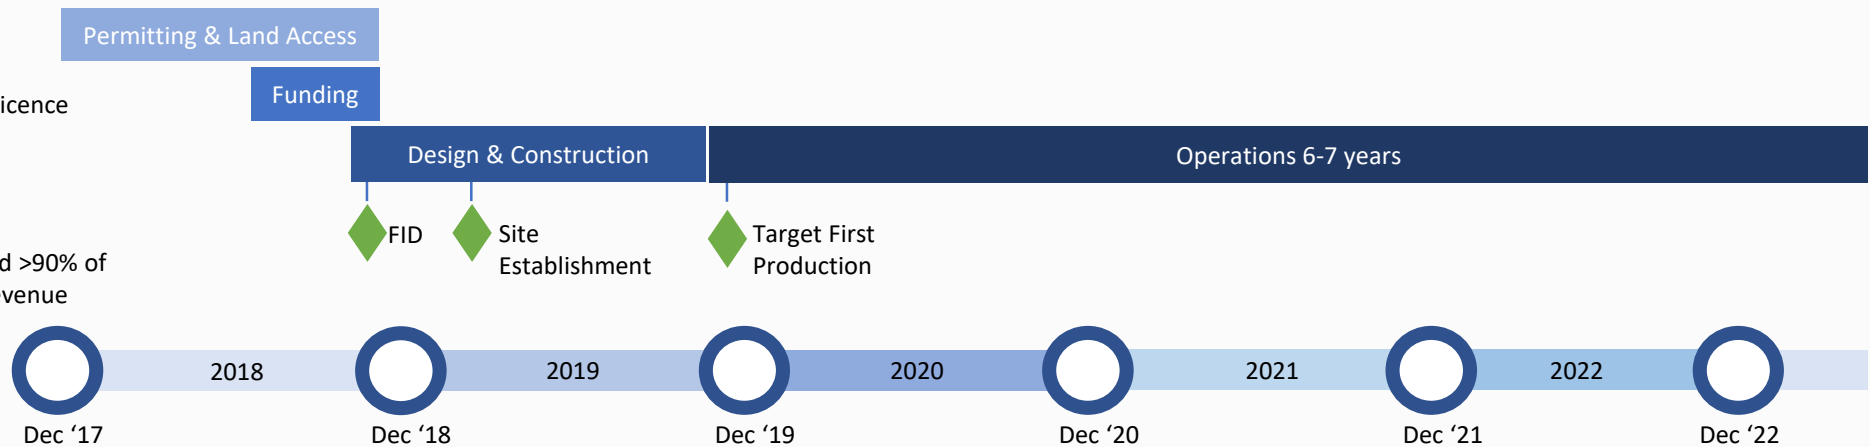 Permitting & Land Access
Funding
icence
Design & Construction
Operations 6-7 years
FID
Site
Establishment
Target First
Production
d >90% of
evenue
2018
2019
2020
2021
2022
Dec ‘17
Dec ‘18
Dec ‘19
Dec ‘20
Dec ‘21
Dec ‘22